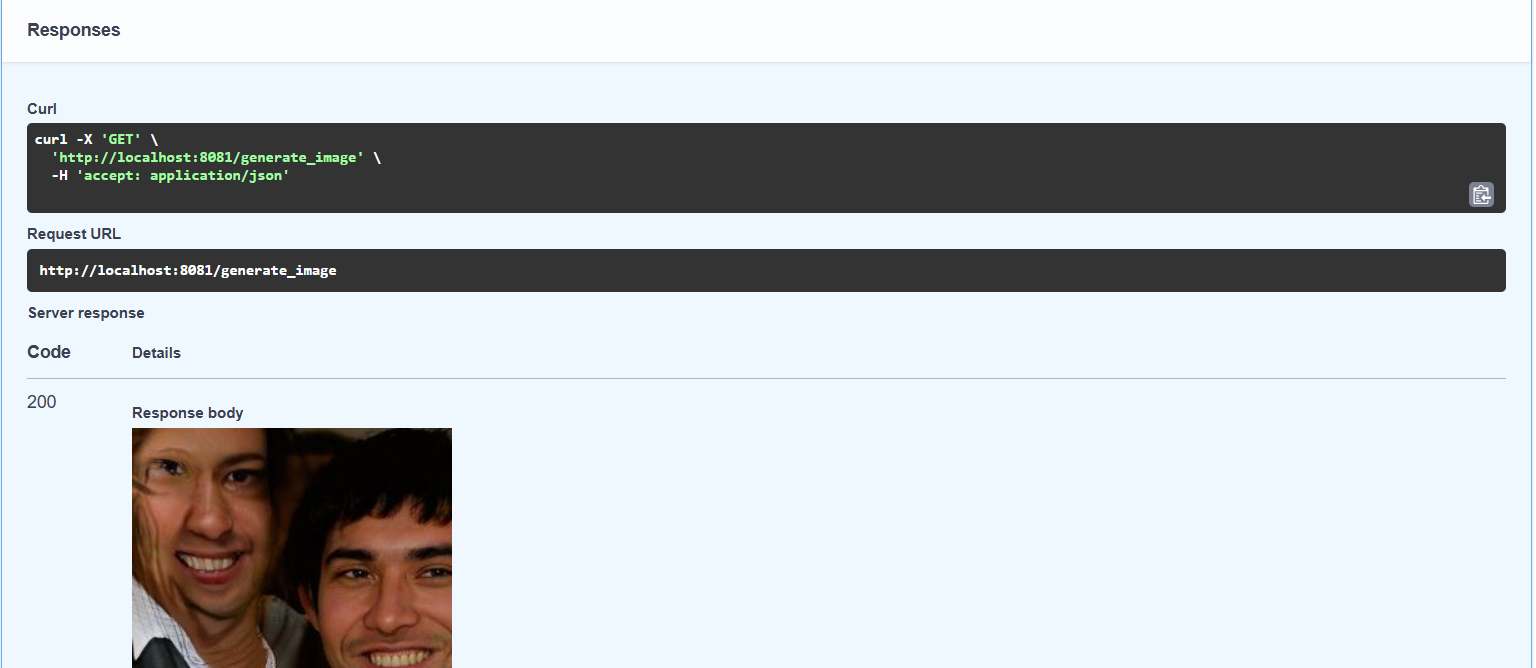 Responses
Curl
curl -X 'GET' \
  'http://localhost:8081/generate_image' \
  -H 'accept: application/json'
Request URL
http://localhost:8081/generate_image
Server response
Code Details
200
Response body